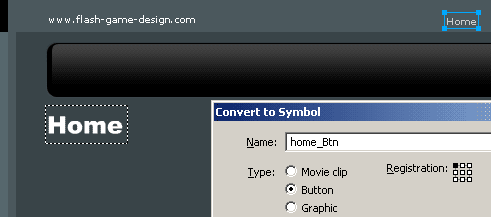 www.flash-game-design.com
Home
Home
Convert to Symbol
Name: home_Btn
Type: Movie clip Registration:
Button
Graphic